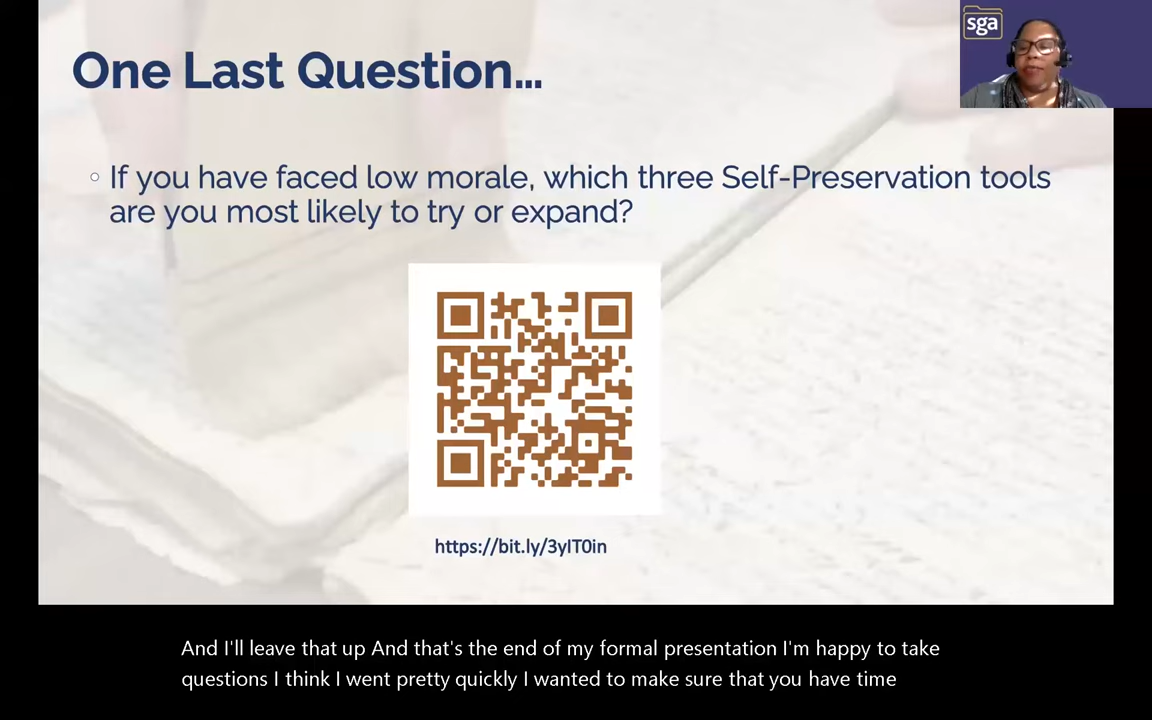 sga
One Last Question...
If you have faced low morale, which three Self-Preservation tools
are you most likely to try or expand?
https://bit.ly/3yIT0in
And I'll leave that up And that's the end of my formal presentation I'm happy to take
questions I think I went pretty quickly I wanted to make sure that you have time